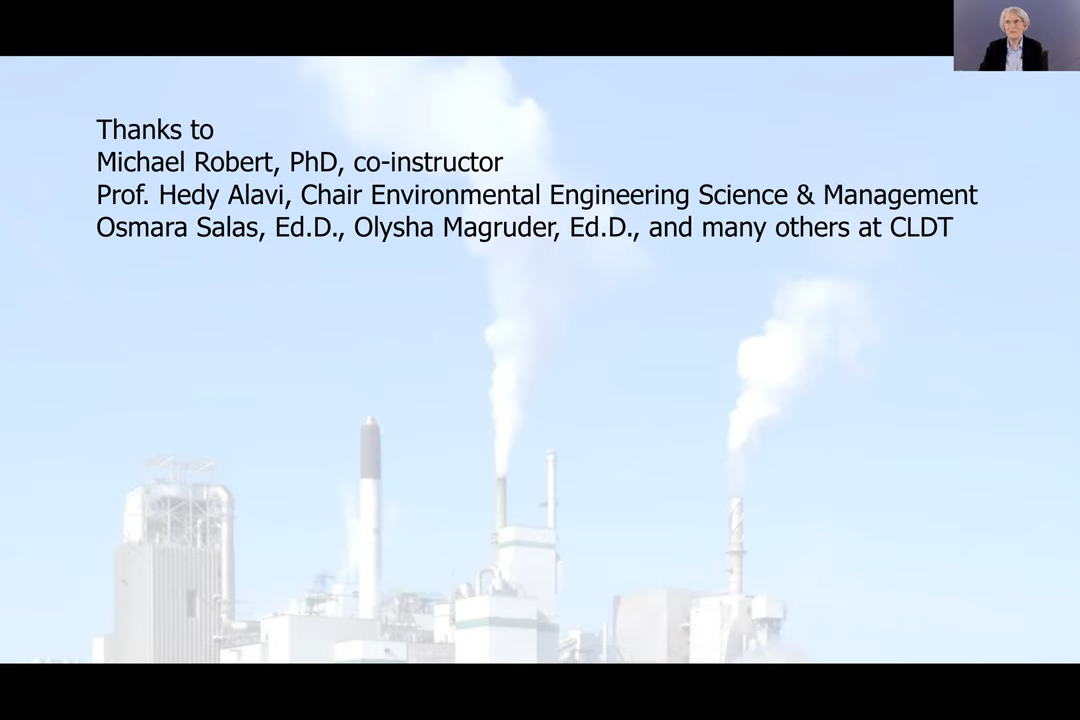 Thanks to
Michael Robert, PhD, co-instructor
Prof. Hedy Alavi, Chair Environmental Engineering Science & Management
Osmara Salas, Ed.D., Olysha Magruder, Ed.D., and many others at CLDT